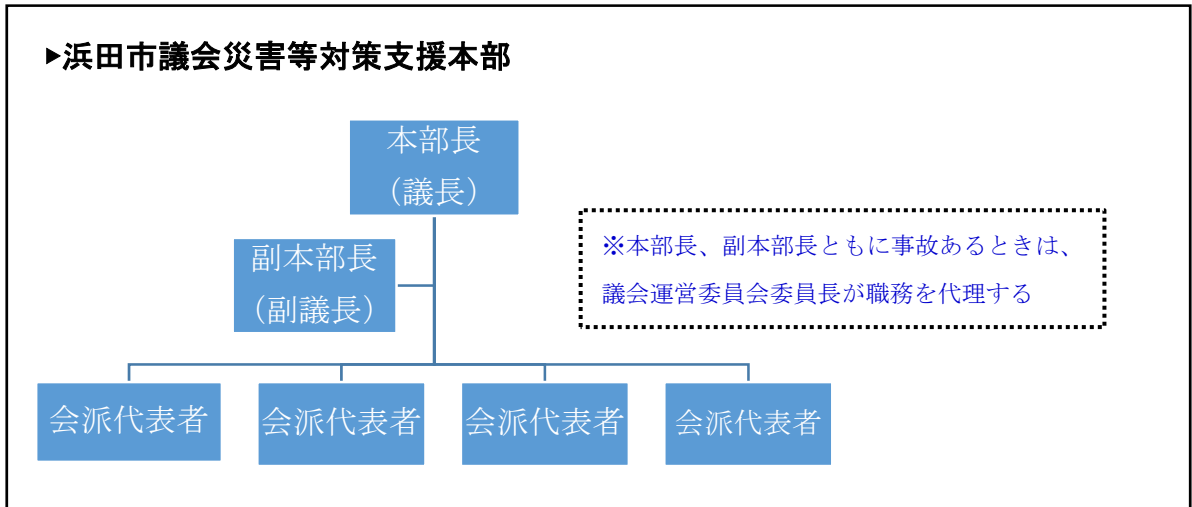 ▶浜田市議会災害等対策支援本部
本部長
（議長）
副本部長
（副議長）
※本部長、副本部長ともに事故あるときは、
議会運営委員会委員長が職務を代理する
会派代表者
会派代表者
会派代表者
会派代表者